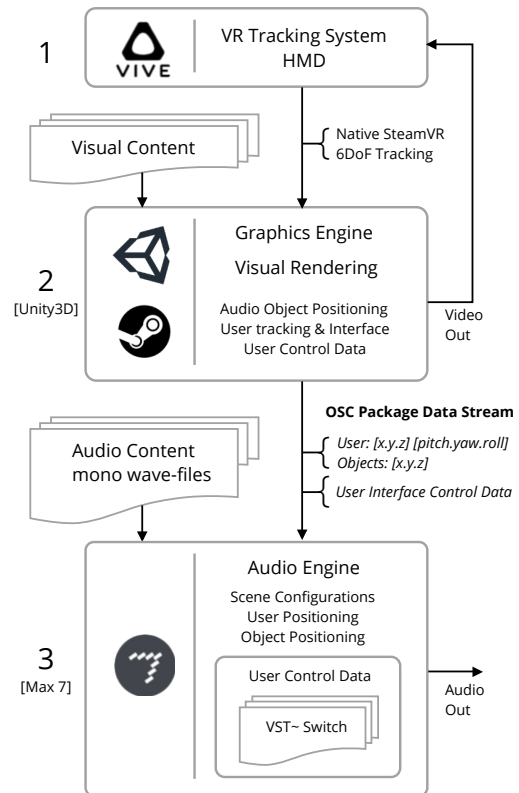 1
VIVE
VR Tracking System
HMD
Visual Content
Native SteamVR
6DoF Tracking
2
[Unity3D]
Graphics Engine
Visual Rendering
Audio Object Positioning
User tracking & Interface
User Control Data
Video
Out
OSC Package Data Stream
User: [x.y.z] [pitch.yaw.roll]
Objects: [x.y.z]
User Interface Control Data
Audio Content
mono wave-files
3
[Max 7]
Audio Engine
Scene Configurations
User Positioning
Object Positioning
User Control Data
VST~ Switch
Audio
Out